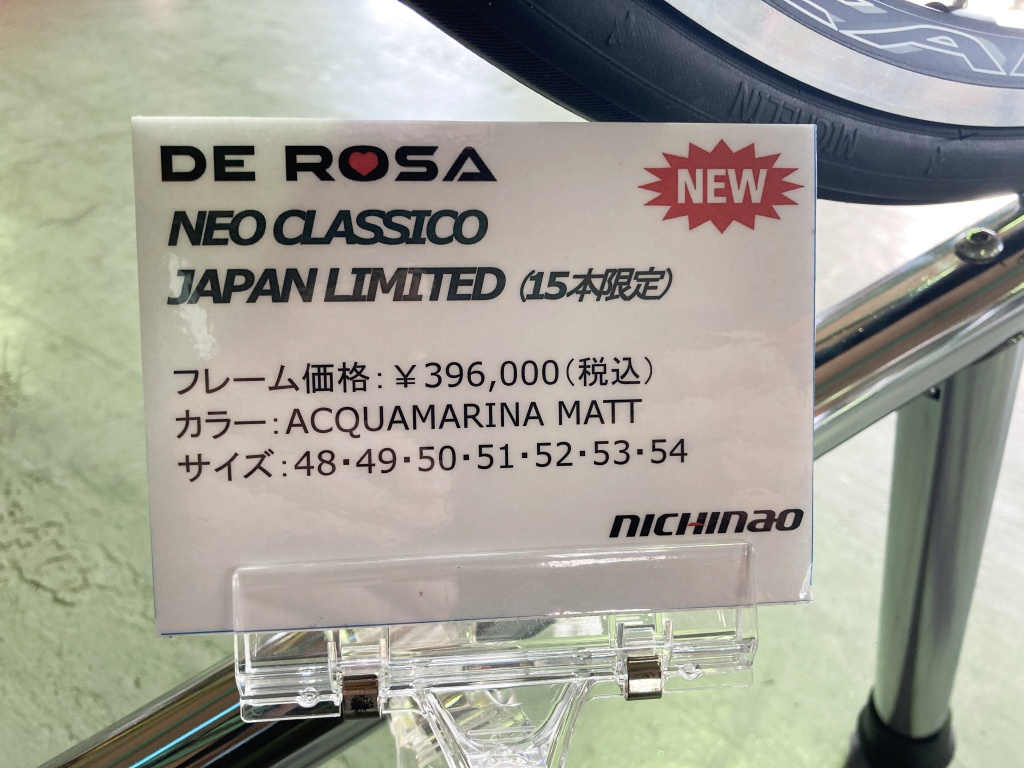 DE ROSA
NEW
NEO CLASSICO
JAPAN LIMITED (15本限定)
フレーム価格:￥396,000(税込)
カラー:ACQUAMARINA MATT
サイズ:48・49・50・51・52・53・54
NICHINAO
MICHELIN